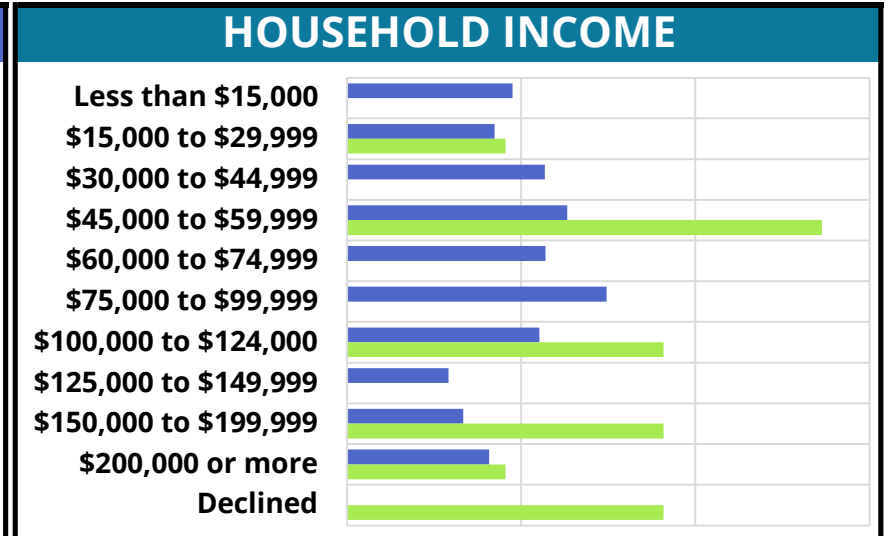 HOUSEHOLD INCOME
Less than $15,000
$15,000 to $29,999
$30,000 to $44,999
$45,000 to $59,999
$60,000 to $74,999
$75,000 to $99,999
$100,000 to $124,000
$125,000 to $149,999
$150,000 to $199,999
$200,000 or more
Declined